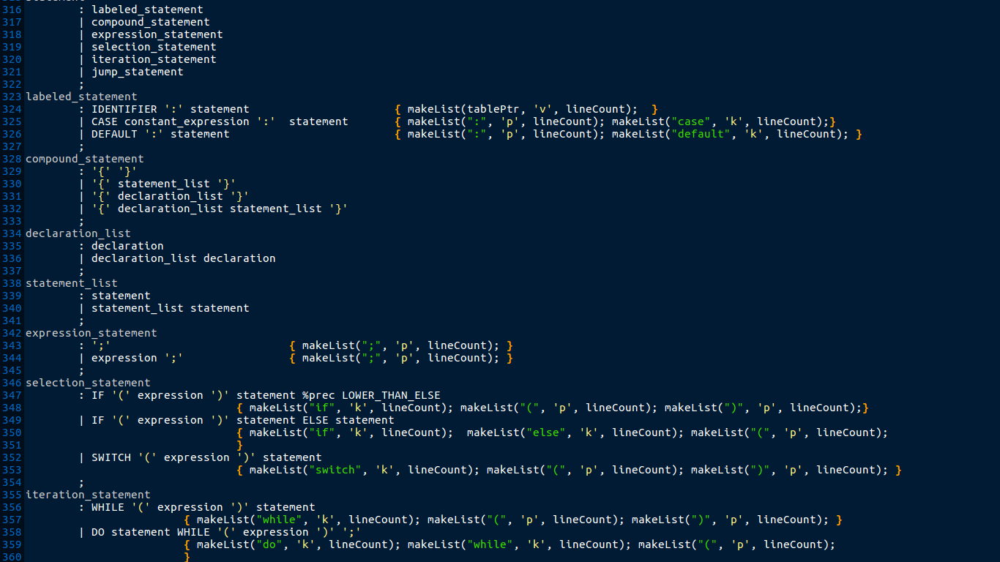 316         : labeled_statement
317         | compound_statement
318         | expression_statement
319         | selection_statement
320         | iteration_statement
321         | jump_statement
322         ;
323 labeled_statement
324         : IDENTIFIER ':' statement                      { makeList(tablePtr, 'v', lineCount);  }
325         | CASE constant_expression ':'  statement       { makeList(":", 'p', lineCount); makeList("case", 'k', lineCount);}
326         | DEFAULT ':' statement                         { makeList(":", 'p', lineCount); makeList("default", 'k', lineCount); }
327         ;
328 compound_statement
329         : '{' '}'
330         | '{' statement_list '}'
331         | '{' declaration_list '}'
332         | '{' declaration_list statement_list '}'
333         ;
334 declaration_list
335         : declaration
336         | declaration_list declaration
337         ;
338 statement_list
339         : statement
340         | statement_list statement
341         ;
342 expression_statement
343         : ';'                           { makeList(";", 'p', lineCount); }
344         | expression ';'                { makeList(";", 'p', lineCount); }
345         ;
346 selection_statement
347         : IF '(' expression ')' statement %prec LOWER_THAN_ELSE
348                                 { makeList("if", 'k', lineCount); makeList("(", 'p', lineCount); makeList(")", 'p', lineCount);}
349         | IF '(' expression ')' statement ELSE statement
350                                 { makeList("if", 'k', lineCount);  makeList("else", 'k', lineCount); makeList("(", 'p', lineCount);
351                                 }
352         | SWITCH '(' expression ')' statement
353                                 { makeList("switch", 'k', lineCount); makeList("(", 'p', lineCount); makeList(")", 'p', lineCount); }
354         ;
355 iteration_statement
356         : WHILE '(' expression ')' statement
357                         { makeList("while", 'k', lineCount); makeList("(", 'p', lineCount); makeList(")", 'p', lineCount); }
358         | DO statement WHILE '(' expression ')' ';'
359                         { makeList("do", 'k', lineCount); makeList("while", 'k', lineCount); makeList("(", 'p', lineCount);
360                         }